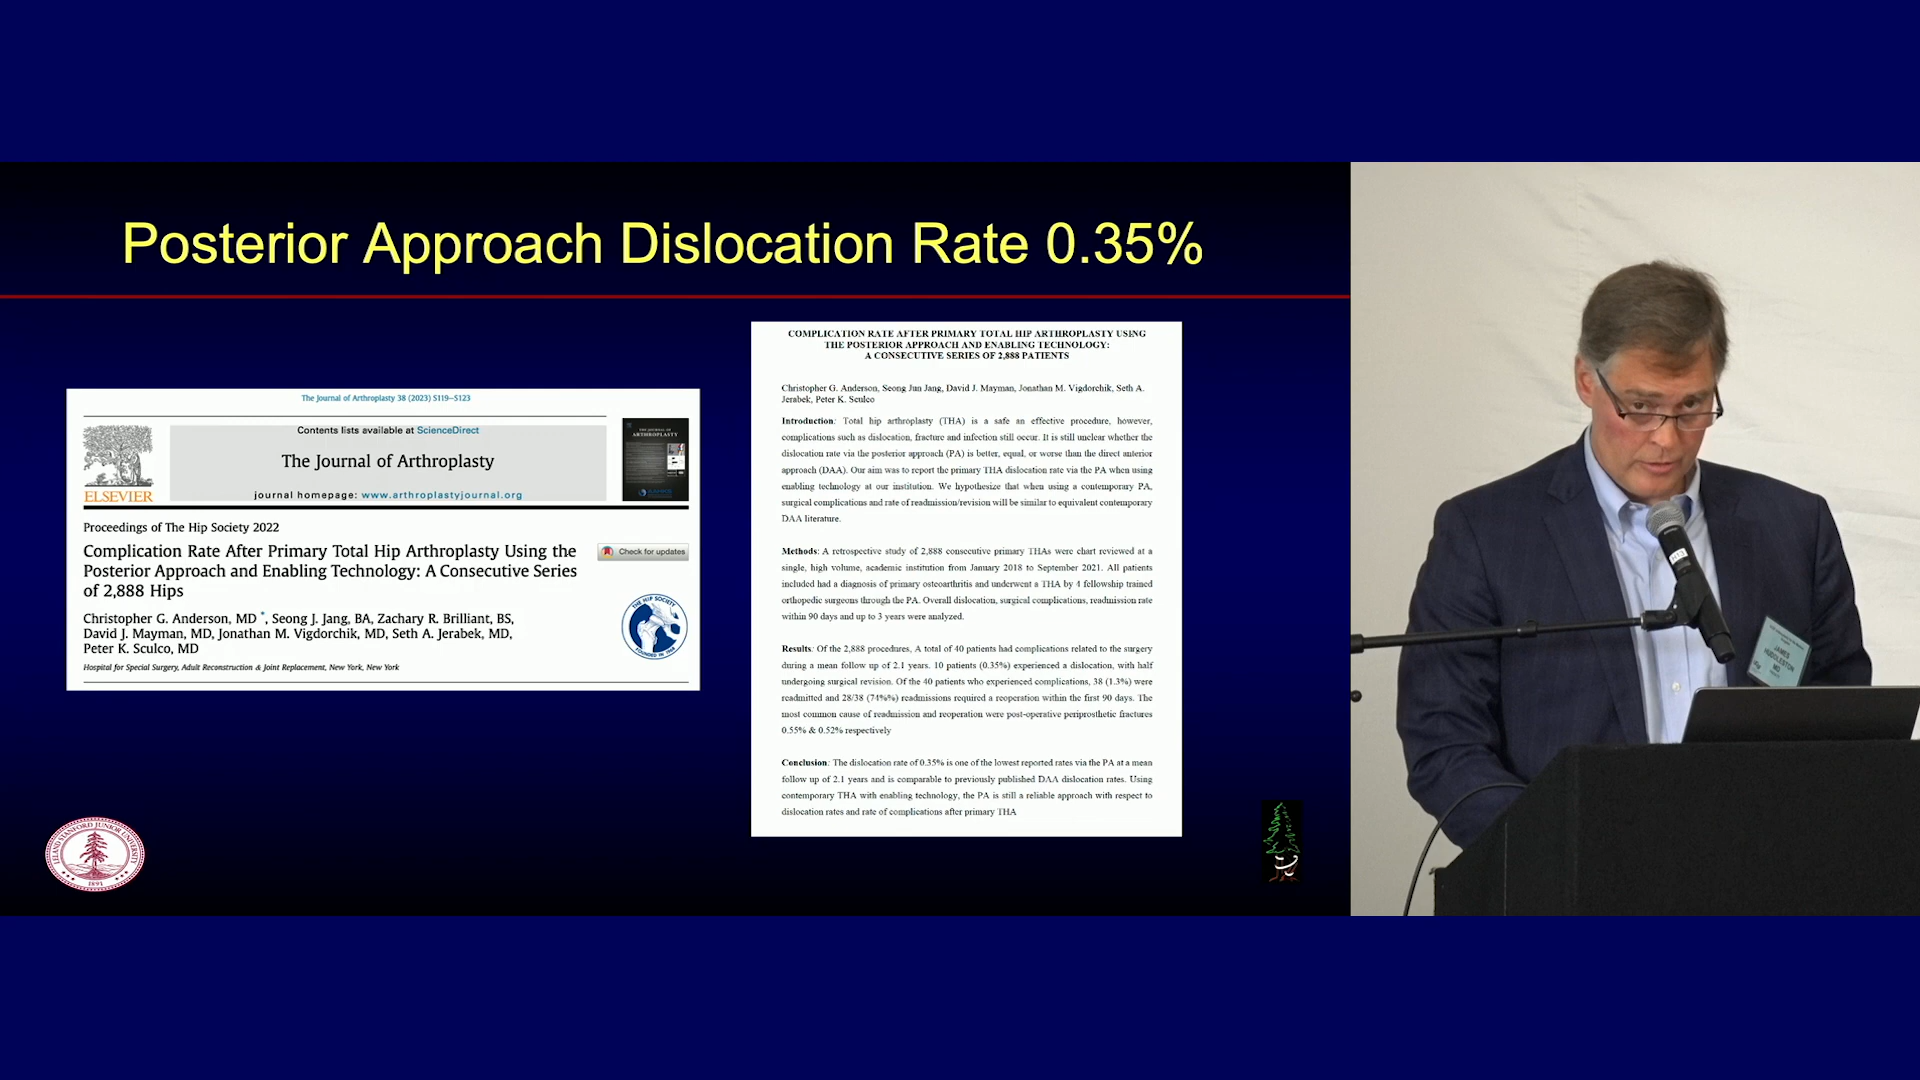 Posterior Approach Dislocation Rate 0.35%
The Journal of Arthroplasty 38 (2023) S119–S123
Contents lists available at ScienceDirect
The Journal of Arthroplasty
journal homepage: www.arthroplastyjournal.org
ELSEVIER
ARTHROPLASTY
Proceedings of The Hip Society 2022
Complication Rate After Primary Total Hip Arthroplasty Using the
Posterior Approach and Enabling Technology: A Consecutive Series
of 2,888 Hips
Check for updates
Christopher G. Anderson, MD *, Seong J. Jang, BA, Zachary R. Brilliant, BS,
David J. Mayman, MD, Jonathan M. Vigdorchik, MD, Seth A. Jerabek, MD,
Peter K. Sculco, MD
THE HIP SOCIETY
FOUNDED IN 1968
Hospital for Special Surgery, Adult Reconstruction & Joint Replacement, New York, New York
COMPLICATION RATE AFTER PRIMARY TOTAL HIP ARTHROPLASTY USING
THE POSTERIOR APPROACH AND ENABLING TECHNOLOGY:
A CONSECUTIVE SERIES OF 2,888 PATIENTS
Christopher G. Anderson, Seong Jun Jang, David J. Mayman, Jonathan M. Vigdorchik, Seth A.
Jerabek, Peter K. Sculco
Introduction: Total hip arthroplasty (THA) is a safe an effective procedure, however,
complications such as dislocation, fracture and infection still occur. It is still unclear whether the
dislocation rate via the posterior approach (PA) is better, equal, or worse than the direct anterior
approach (DAA). Our aim was to report the primary THA dislocation rate via the PA when using
enabling technology at our institution. We hypothesize that when using a contemporary PA,
surgical complications and rate of readmission/revision will be similar to equivalent contemporary
DAA literature.
Methods: A retrospective study of 2,888 consecutive primary THAs were chart reviewed at a
single, high volume, academic institution from January 2018 to September 2021. All patients
included had a diagnosis of primary osteoarthritis and underwent a THA by 4 fellowship trained
orthopedic surgeons through the PA. Overall dislocation, surgical complications, readmission rate
within 90 days and up to 3 years were analyzed.
Results: Of the 2,888 procedures, A total of 40 patients had complications related to the surgery
during a mean follow up of 2.1 years. 10 patients (0.35%) experienced a dislocation, with half
undergoing surgical revision. Of the 40 patients who experienced complications, 38 (1.3%) were
readmitted and 28/38 (74%%) readmissions required a reoperation within the first 90 days. The
most common cause of readmission and reoperation were post-operative periprosthetic fractures
0.55% & 0.52% respectively
Conclusion: The dislocation rate of 0.35% is one of the lowest reported rates via the PA at a mean
follow up of 2.1 years and is comparable to previously published DAA dislocation rates. Using
contemporary THA with enabling technology, the PA is still a reliable approach with respect to
dislocation rates and rate of complications after primary THA
LELAND STANFORD JUNIOR UNIVERSITY
1891
JAMES
HUDDLESTON
MD